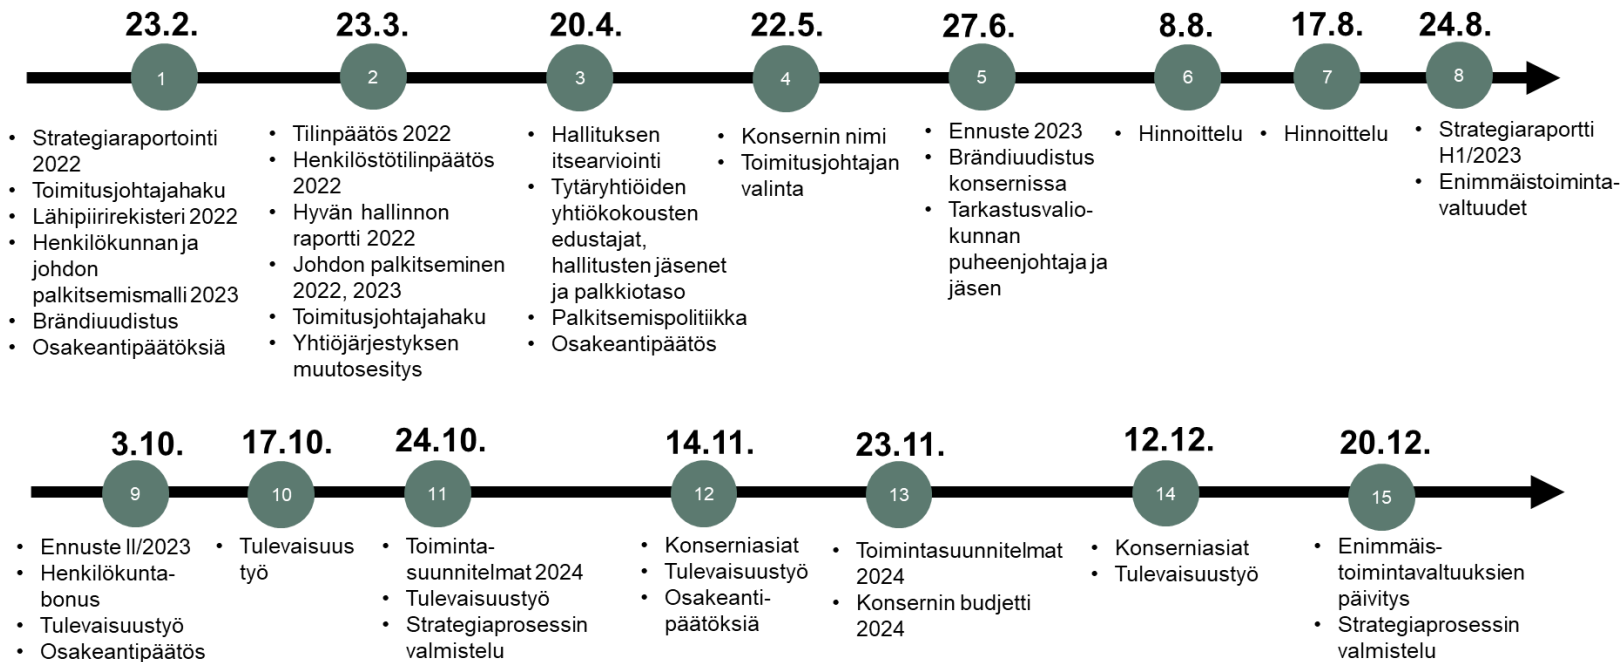 23.2.
23.3.
20.4.
22.5.
27.6.
8.8.
17.8.
24.8.
1
2
3
4
5
6
7
8
• Strategiaraportointi
2022
• Toimitusjohtajahaku
• Lähipiirirekisteri 2022
• Henkilökunnan ja
johdon
palkitsemismalli 2023
• Brändiuudistus
• Osakeantipäätöksiä
• Tilinpäätös 2022
• Henkilöstötilinpäätös
2022
• Hyvän hallinnon
raportti 2022
• Johdon palkitseminen
2022, 2023
• Toimitusjohtajahaku
• Yhtiöjärjestyksen
muutosesitys
• Hallituksen
itsearviointi
• Tytäryhtiöiden
yhtiökokousten
edustajat,
hallitusten jäsenet
ja palkkiotaso
• Palkitsemispolitiikka
• Osakeantipäätös
• Konsernin nimi
• Toimitusjohtajan
valinta
• Ennuste 2023
• Brändiuudistus
konsernissa
• Tarkastusvalio-
kunnan
puheenjohtaja ja
jäsen
• Hinnoittelu
• Hinnoittelu
• Strategiaraportti
H1/2023
• Enimmäistoiminta-
valtuudet
3.10.
17.10.
24.10.
14.11.
23.11.
12.12.
20.12.
9
10
11
12
13
14
15
• Ennuste II/2023
• Henkilökunta-
bonus
• Tulevaisuustyö
• Osakeantipäätös
• Tulevaisuus
työ
• Toiminta-
suunnitelmat 2024
• Tulevaisuustyö
• Strategiaprosessin
valmistelu
• Konserniasiat
• Tulevaisuustyö
• Osakeanti-
päätöksiä
• Toimintasuunnitelmat
2024
• Konsernin budjetti
2024
• Konserniasiat
• Tulevaisuustyö
• Enimmäis-
toimintavaltuuksien
päivitys
• Strategiaprosessin
valmistelu